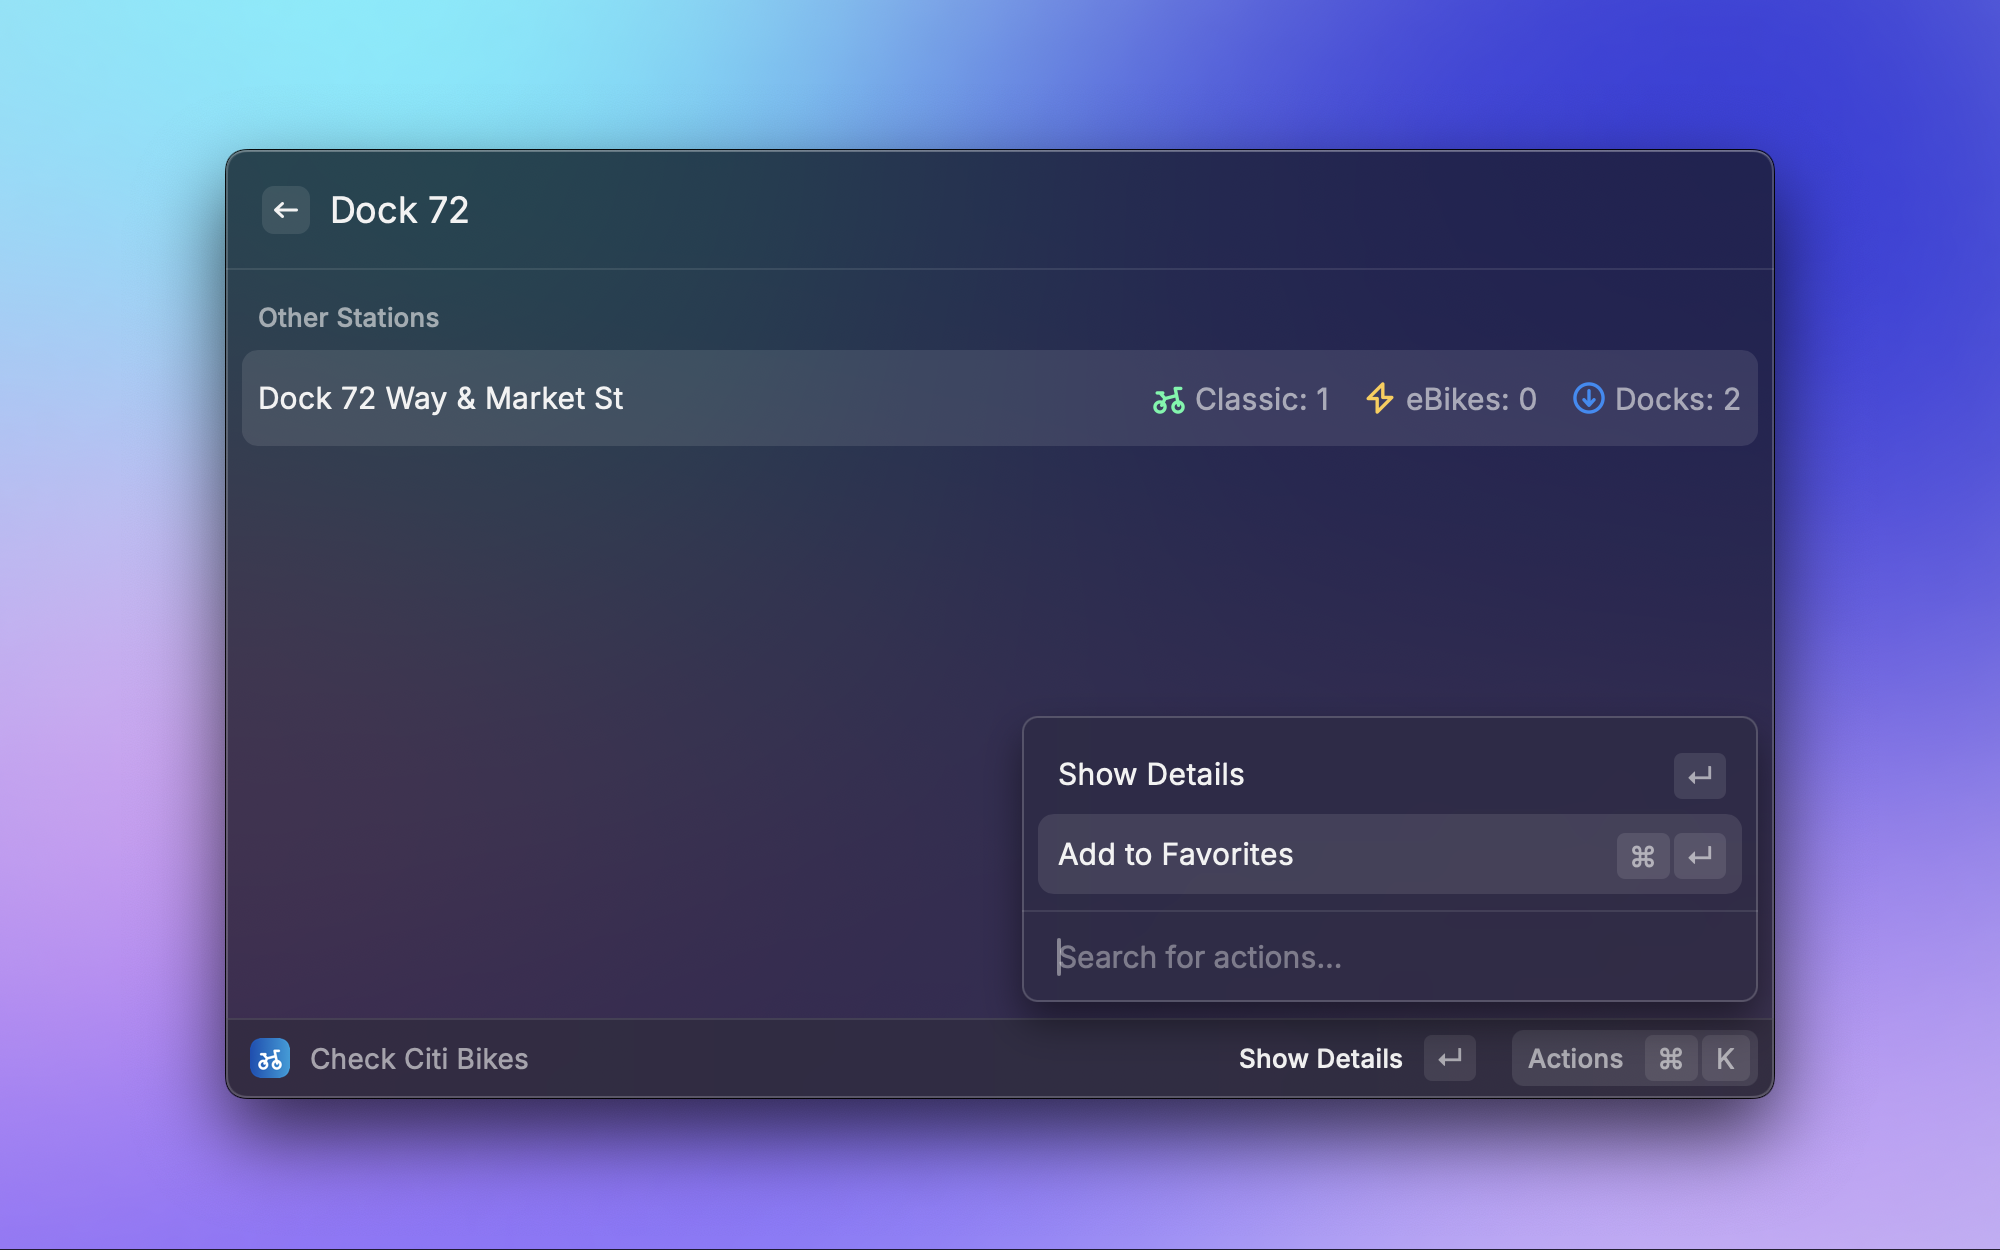 Dock 72
Other Stations
Dock 72 Way & Market St Classic: 1 eBikes: 0 Docks: 2
Show Details ↵
Add to Favorites ⌘ ↵
Search for actions...
Check Citi Bikes Show Details ↵ Actions ⌘ K